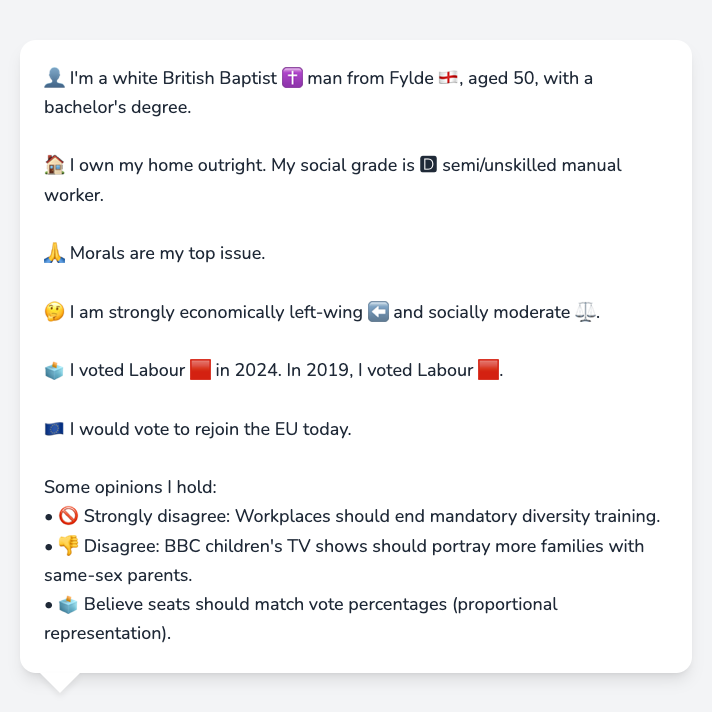 👤 I'm a white British Baptist ✝️ man from Fylde 🏴󠁧󠁢󠁥󠁮󠁧󠁿, aged 50, with a
bachelor's degree.
🏠 I own my home outright. My social grade is 🅳 semi/unskilled manual
worker.
🙏 Morals are my top issue.
🤔 I am strongly economically left-wing ⬅️ and socially moderate ⚖️.
🗳️ I voted Labour 🟥 in 2024. In 2019, I voted Labour 🟥.
🇪🇺 I would vote to rejoin the EU today.
Some opinions I hold:
• 🚫 Strongly disagree: Workplaces should end mandatory diversity training.
• 👎 Disagree: BBC children's TV shows should portray more families with
same-sex parents.
• 🗳️ Believe seats should match vote percentages (proportional
representation).